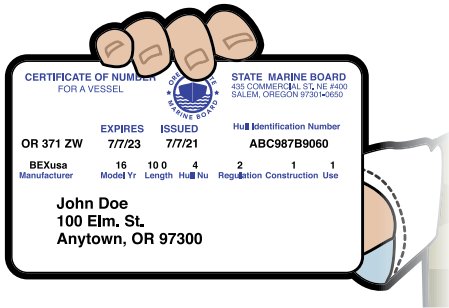 CERTIFICATE OF NUMBER
FOR A VESSEL
STATE MARINE BOARD
435 COMMERCIAL ST, NE #400
SALEM, OREGON 97301-0650
MARINE BOARD
EXPIRES ISSUED Hull Identification Number
OR 371 ZW 7/7/23 7/7/21 ABC987B9060
BEXusa 16 10 0 4 2 1 1
Manufacturer Model Yr Length Hull Nu Regulation Construction Use
John Doe
100 Elm. St.
Anytown, OR 97300